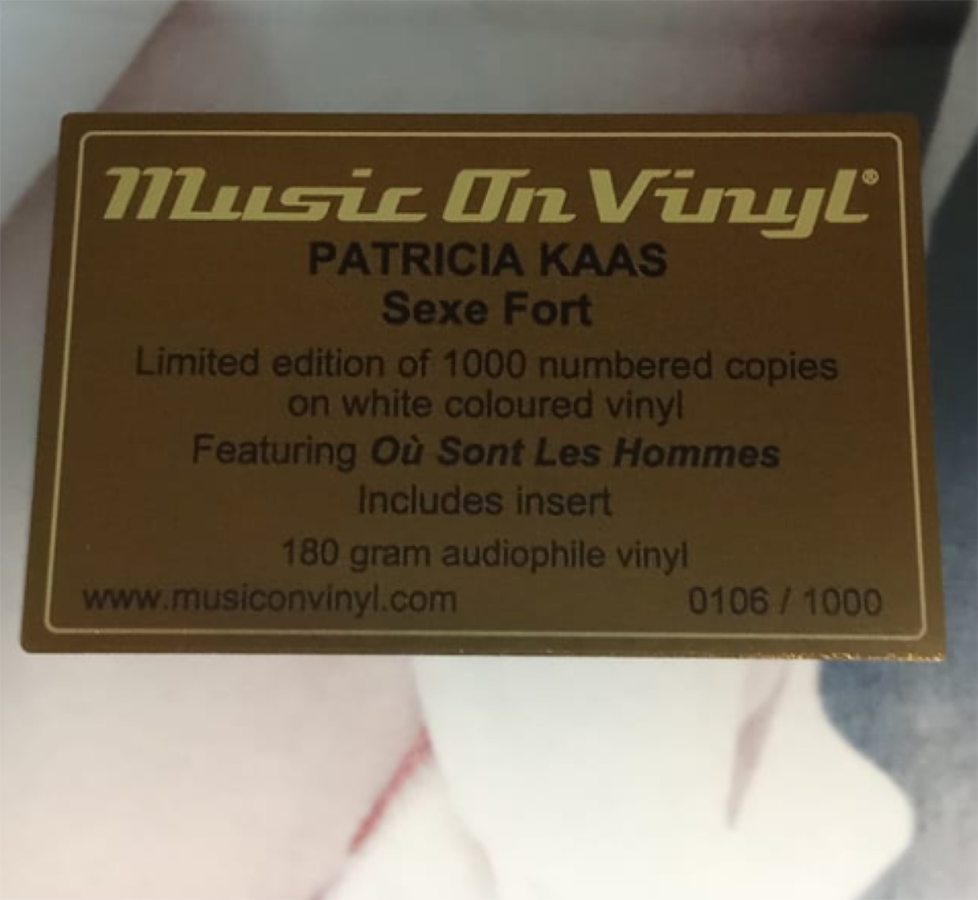 Music On Vinyl®
PATRICIA KAAS
Sexe Fort
Limited edition of 1000 numbered copies
on white coloured vinyl
Featuring Où Sont Les Hommes
Includes insert
180 gram audiophile vinyl
www.musiconvinyl.com 0106 / 1000